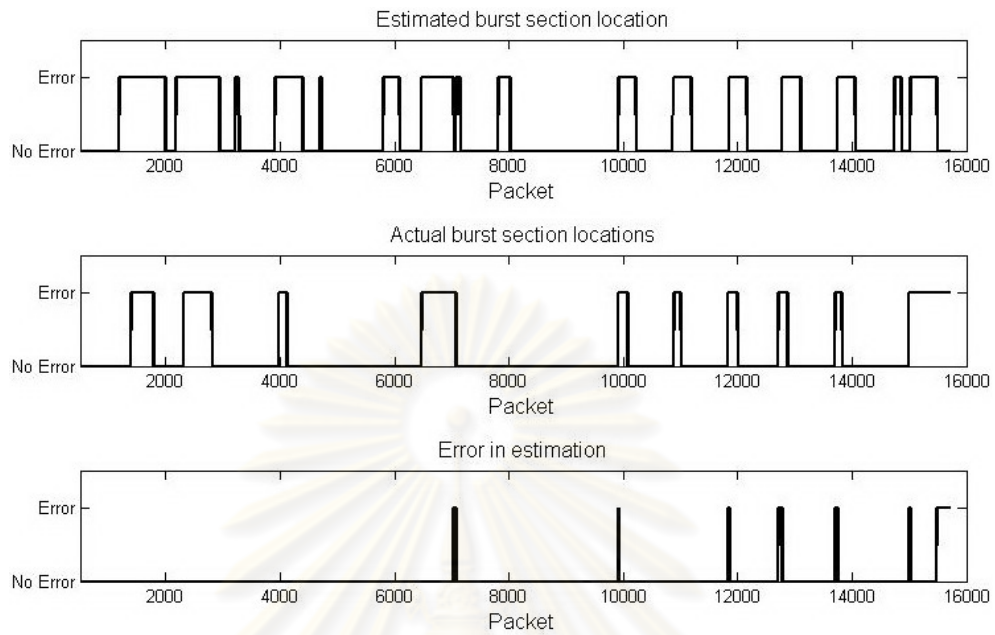 Estimated burst section location
Error
No Error
2000 4000 6000 8000 10000 12000 14000 16000
Packet
Actual burst section locations
Error
No Error
2000 4000 6000 8000 10000 12000 14000 16000
Packet
Error in estimation
Error
No Error
2000 4000 6000 8000 10000 12000 14000 16000
Packet